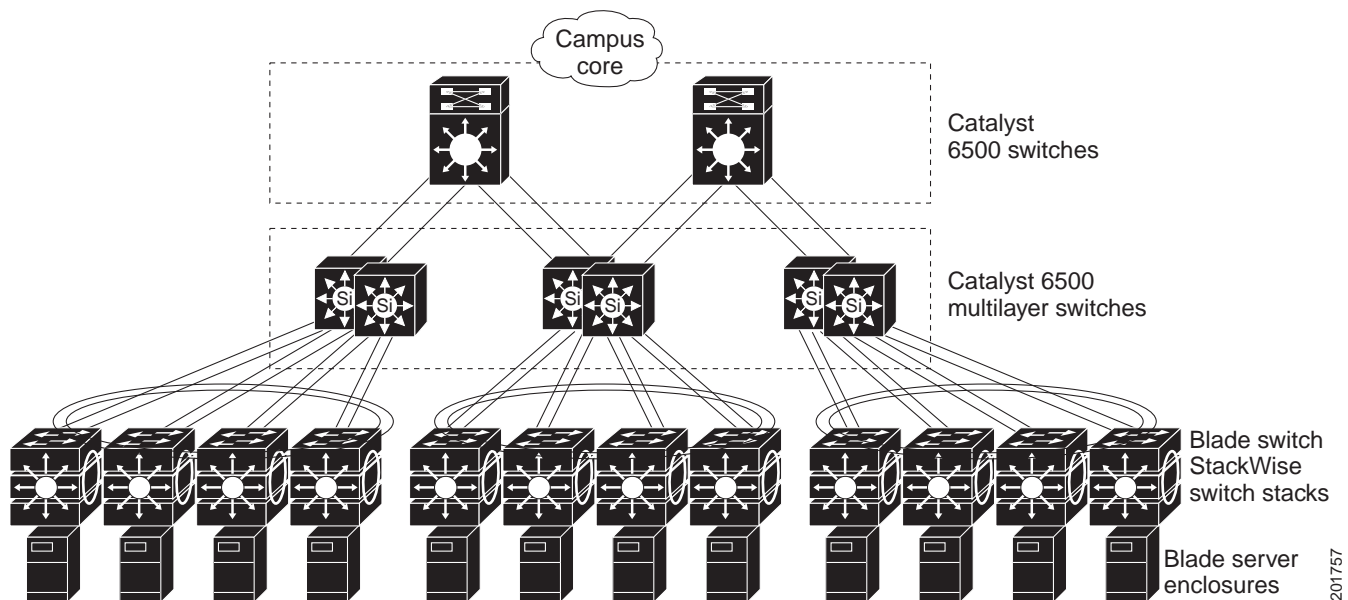 Campus
core
Catalyst
6500 switches
Si
Si
Si
Si
Si
Si
Catalyst 6500
multilayer switches
Blade switch
StackWise
switch stacks
Blade server
enclosures
201757